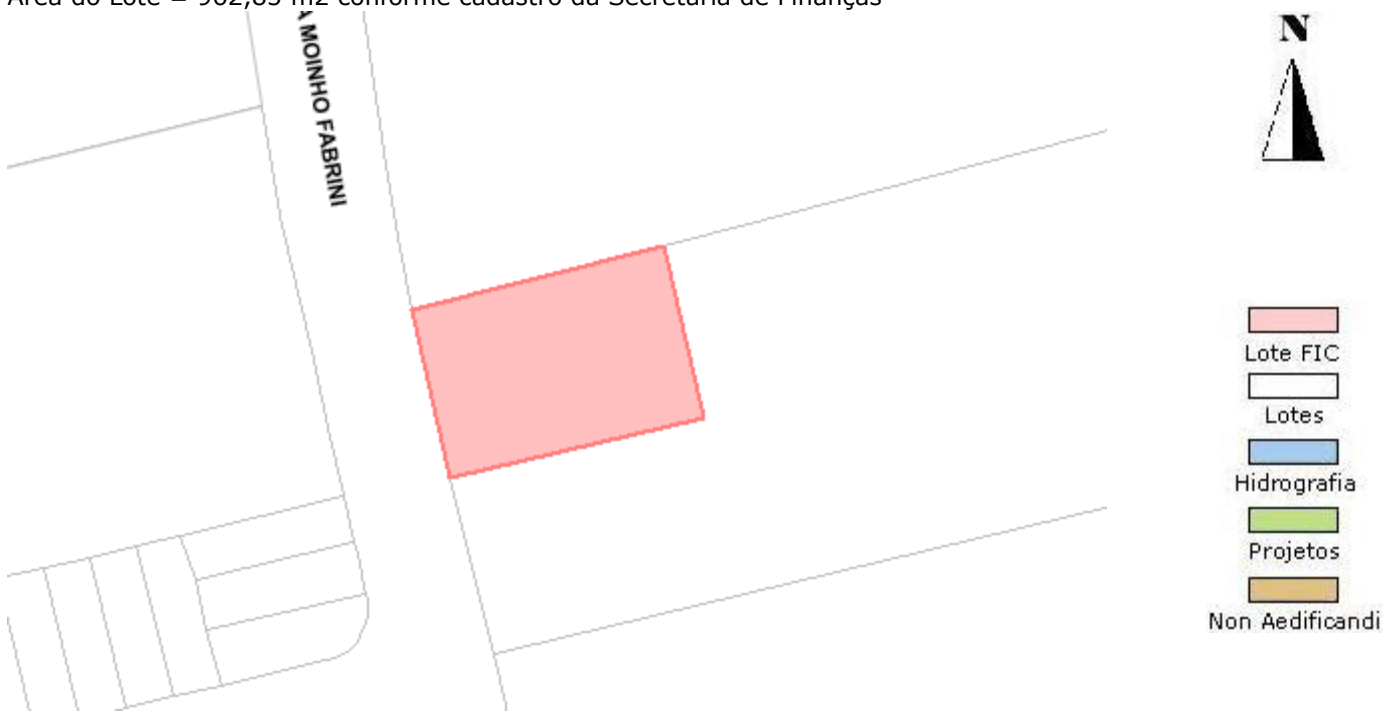 Área do Lote = 902,85 m2 conforme cadastro da Secretaria de Finanças
A MOINHO FABRINI
N
Lote FIC
Lotes
Hidrografia
Projetos
Non Aedificandi